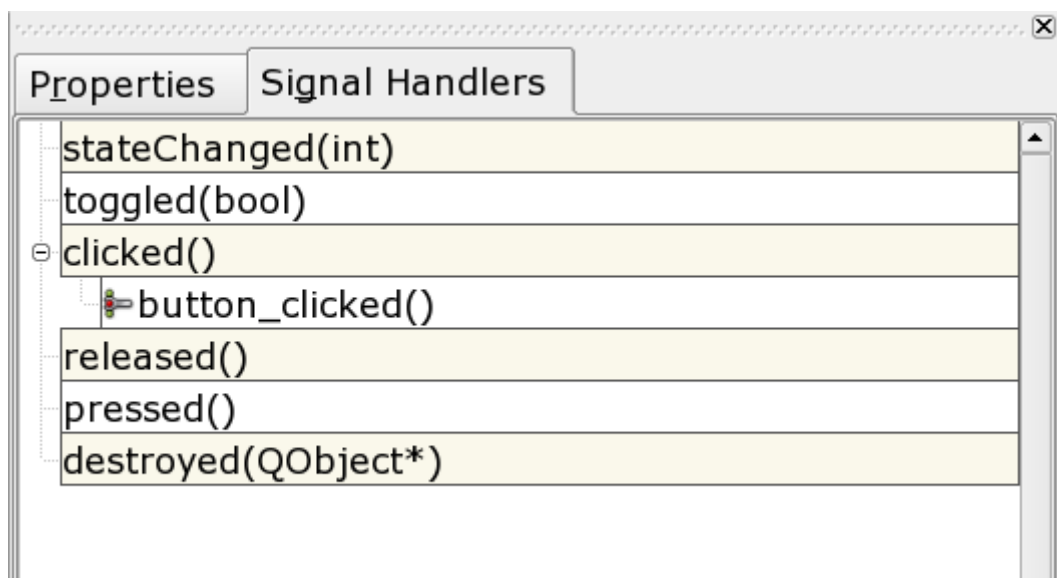 Properties
Signal Handlers
stateChanged(int)
toggled(bool)
clicked()
button_clicked()
released()
pressed()
destroyed(QObject*)